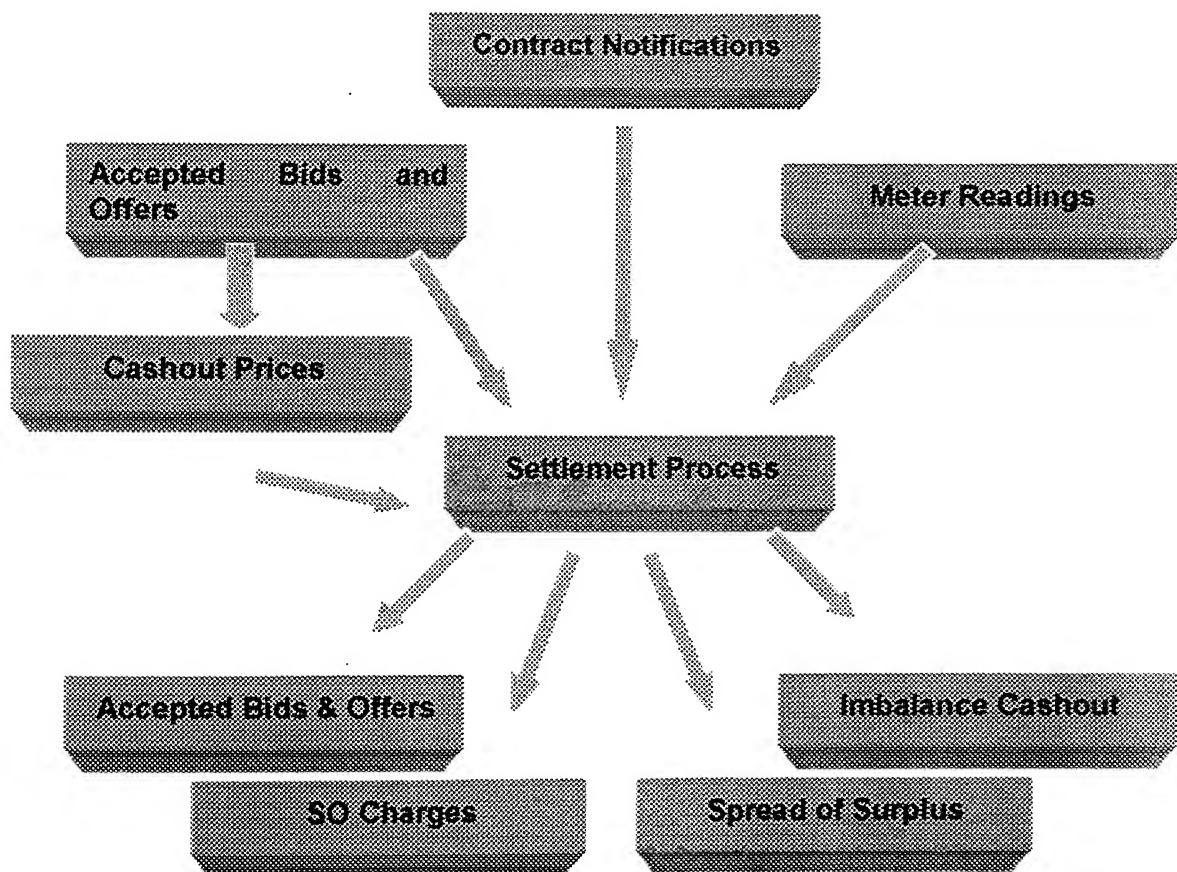 Contract Notifications
Accepted Bids and
Offers
Meter Readings
Cashout Prices
Settlement Process
Accepted Bids & Offers
Imbalance Cashout
SO Charges
Spread of Surplus